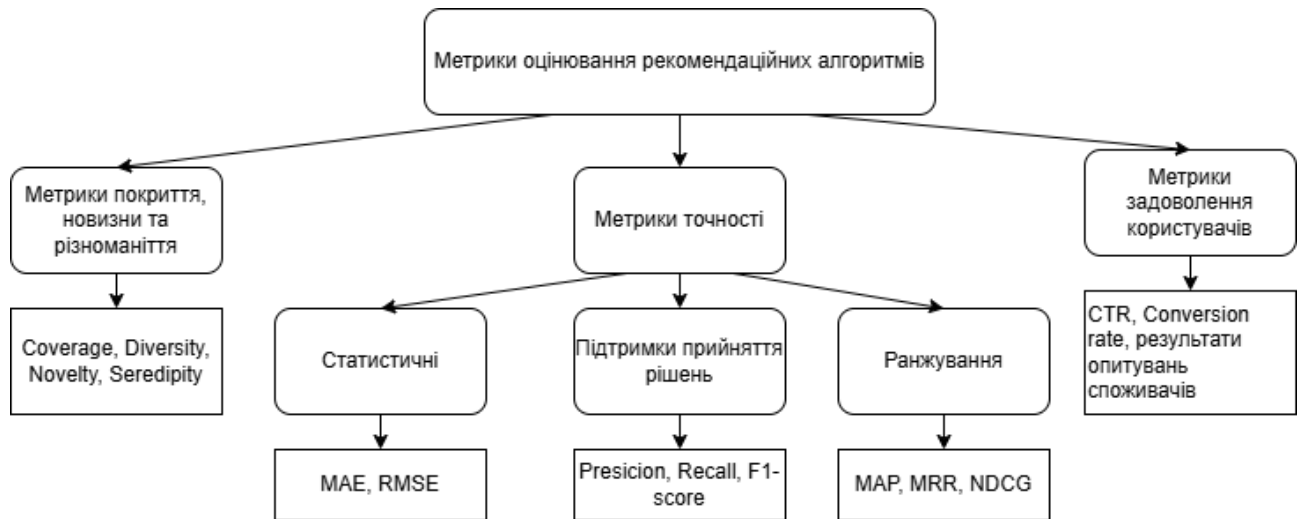 Метрики оцінювання рекомендаційних алгоритмів
Метрики покриття,
новизни та
різноманіття
Метрики точності
Метрики
задоволення
користувачів
Coverage, Diversity,
Novelty, Seredipity
Статистичні
Підтримки прийняття
рішень
Ранжування
CTR, Conversion
rate, результати
опитувань
споживачів
MAE, RMSE
Presicion, Recall, F1-
score
MAP, MRR, NDCG